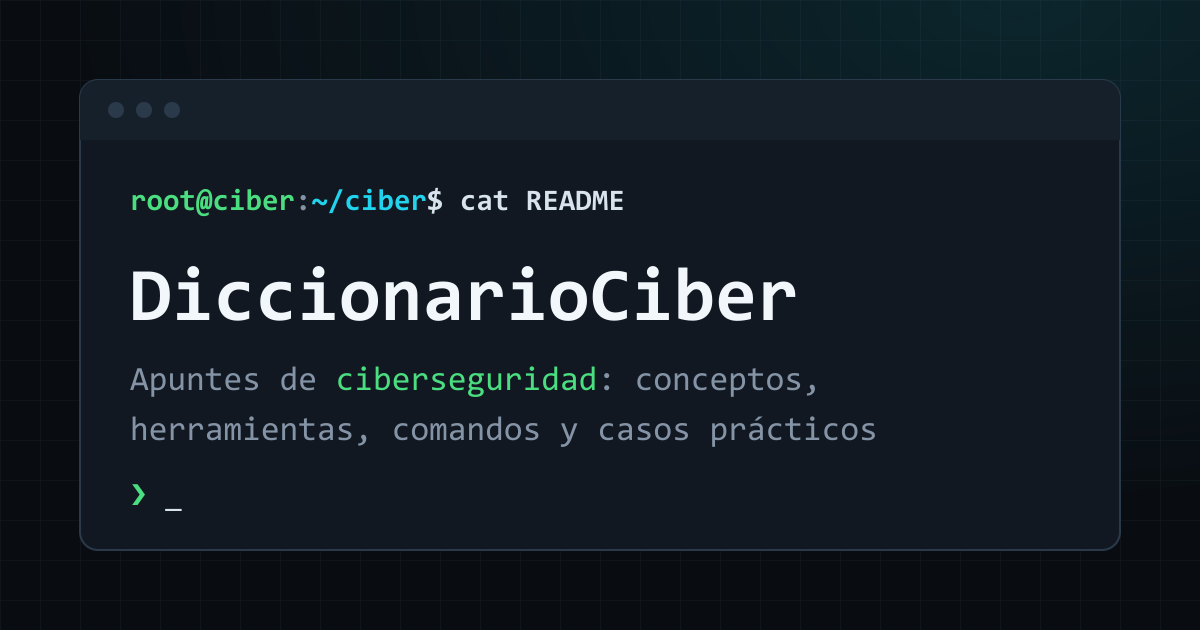 root@ciber:~/ciber$ cat README
DiccionarioCiber
Apuntes de ciberseguridad: conceptos,
herramientas, comandos y casos prácticos
❯ _